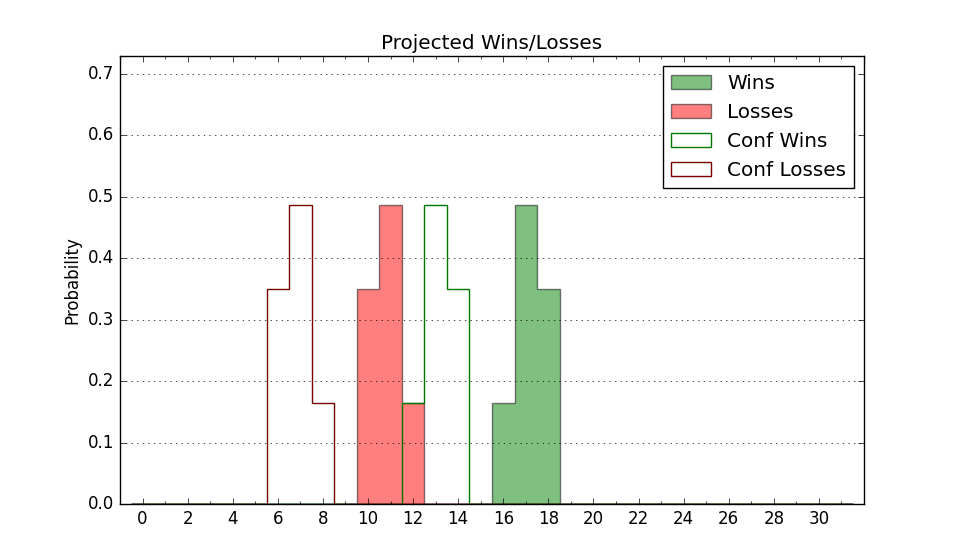 Projected Wins/Losses
Wins
Losses
Conf Wins
Conf Losses
Probability
0.7
0.6
0.5
0.4
0.3
0.2
0.1
0.0
0 2 4 6 8 10 12 14 16 18 20 22 24 26 28 30